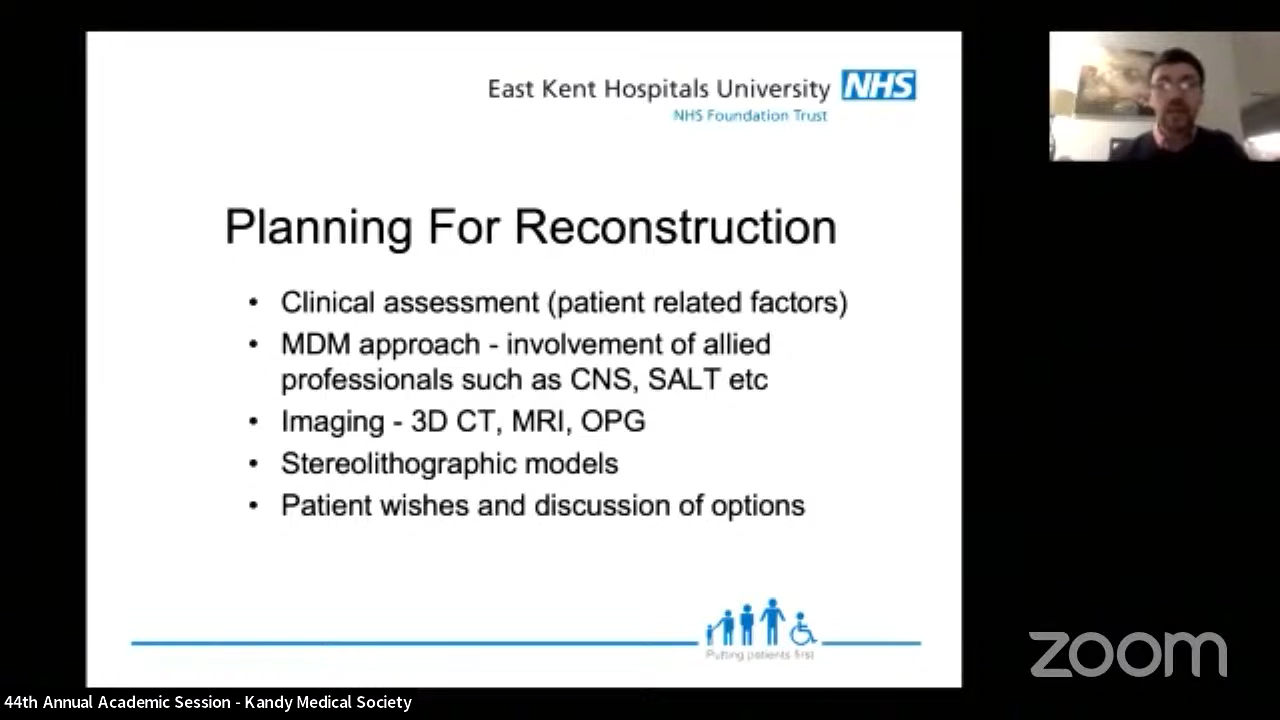 East Kent Hospitals University NHS
NHS Foundation Trust
Planning For Reconstruction
• Clinical assessment (patient related factors)
• MDM approach - involvement of allied
professionals such as CNS, SALT etc
• Imaging - 3D CT, MRI, OPG
• Stereolithographic models
• Patient wishes and discussion of options
Putting patients first
zoom
44th Annual Academic Session - Kandy Medical Society